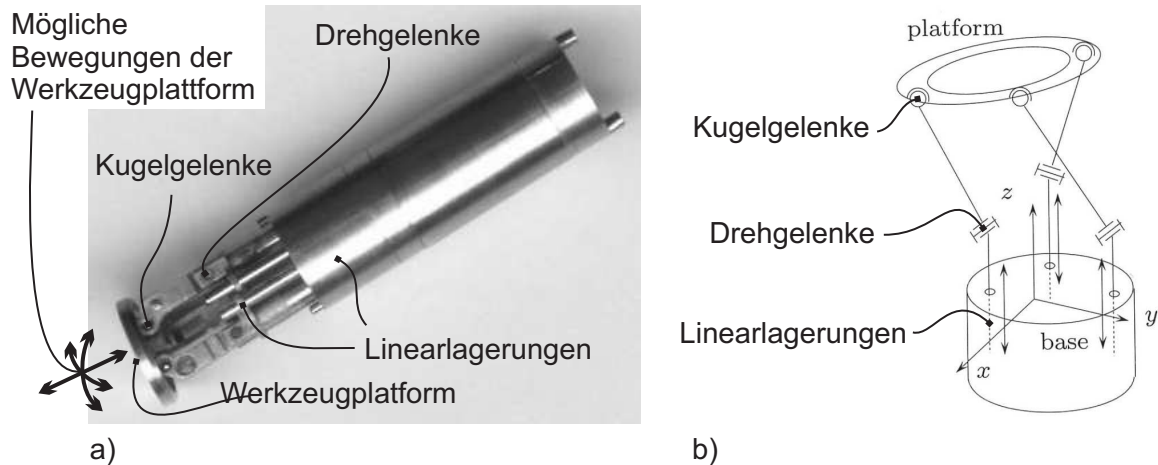 Mögliche
Bewegungen der
Werkzeugplattform
Drehgelenke
Kugelgelenke
Linearlagerungen
Werkzeugplatform
a)
platform
Kugelgelenke
z
Drehgelenke
Linearlagerungen
y
base
x
b)